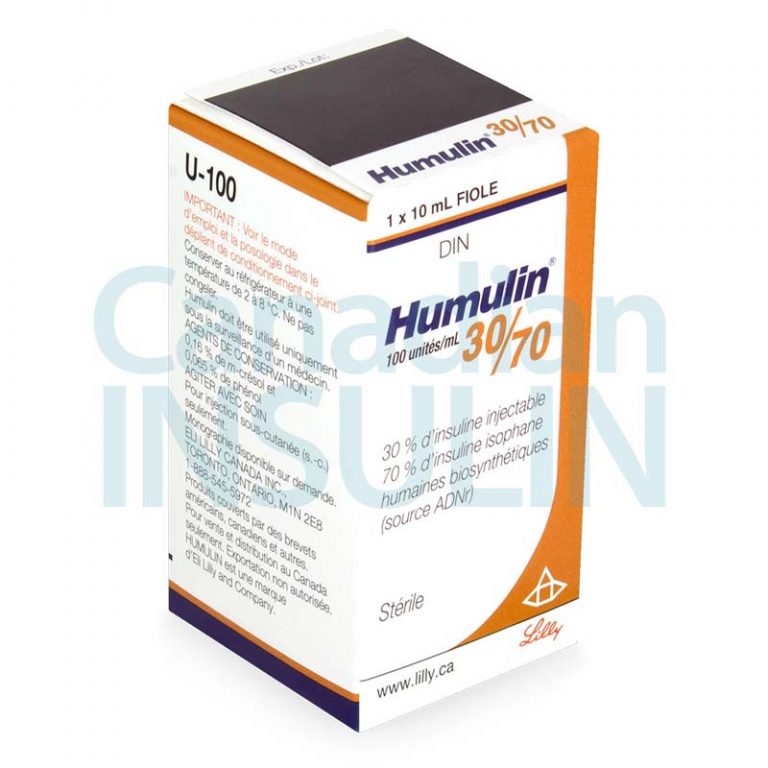 Exp./Lot:
Humulin® 30/70
1 x 10 mL FIOLE
DIN
Humulin®
100 unités/mL 30/70
30 % d'insuline injectable
70 % d'insuline isophane
humaines biosynthétiques
(source ADNr)
Stérile
Lilly
www.lilly.ca
U-100
IMPORTANT : Voir le mode
d'emploi et la posologie dans le
dépliant de conditionnement ci-joint.
Conserver au réfrigérateur à une
température de 2 à 8 °C. Ne pas
congeler.
Humulin doit être utilisé uniquement
sous la surveillance d'un médecin.
AGENTS DE CONSERVATION :
0,16 % de m-crésol et
0,065 % de phénol
AGITER AVEC SOIN
Pour injection sous-cutanée (s.-c.)
seulement.
Monographie disponible sur demande.
ELI LILLY CANADA INC.,
TORONTO, ONTARIO, M1N 2E8
1-888-545-5972
Produits couverts par des brevets
américains, canadiens et autres.
Pour vente et distribution au Canada
seulement. Exportation non autorisée.
HUMULIN est une marque
d'Eli Lilly and Company.
Canadian
INSULIN